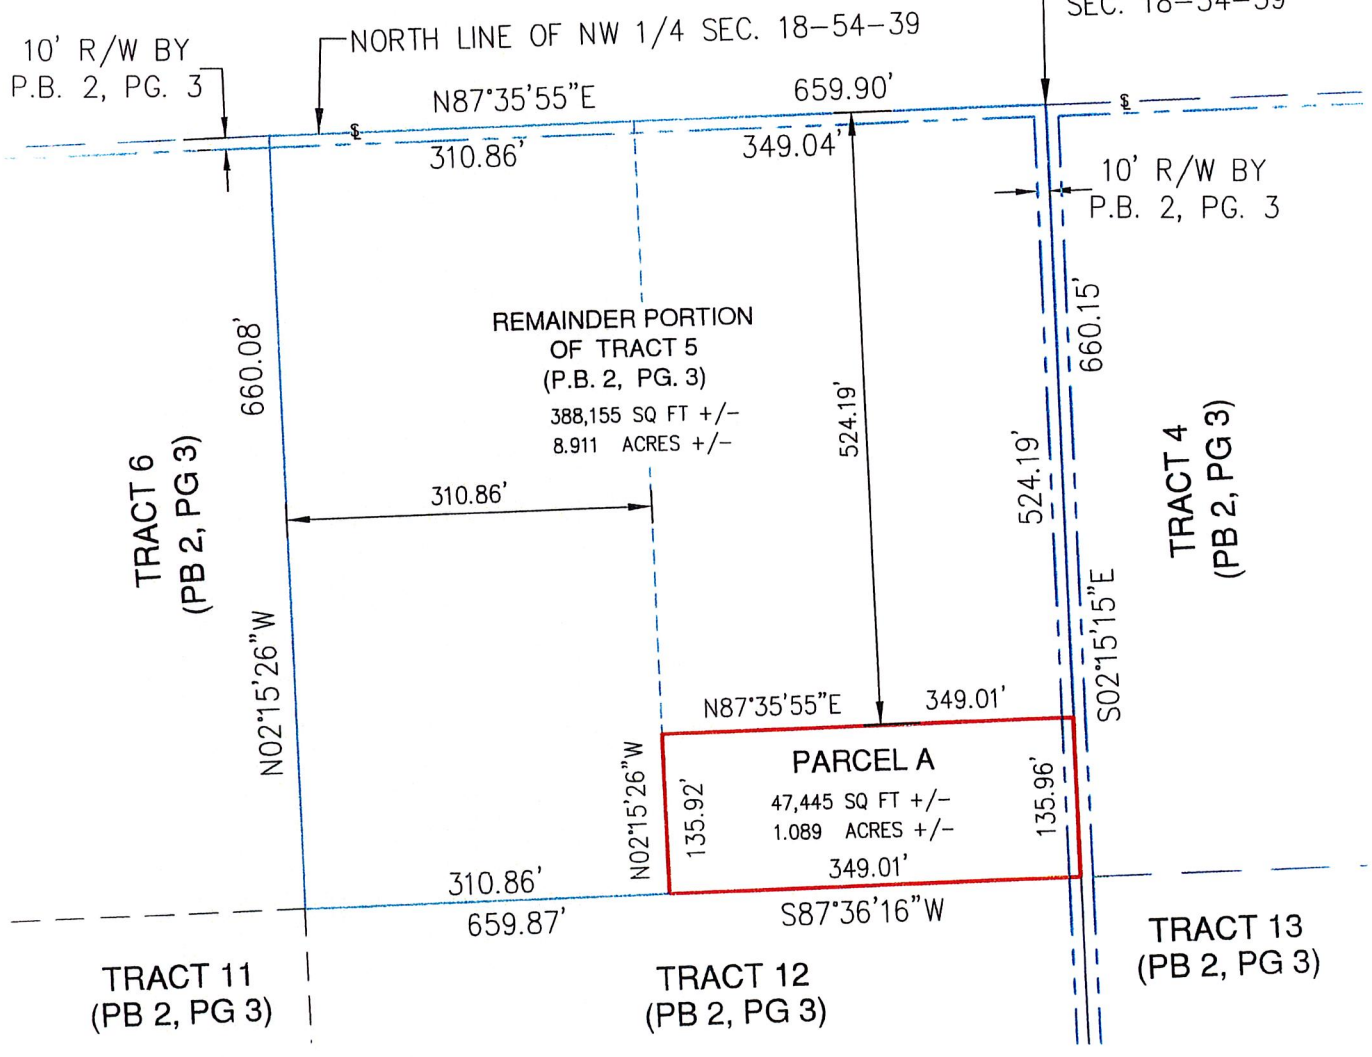 SEC. 18-54-39
NORTH LINE OF NW 1/4 SEC. 18-54-39
10' R/W BY
P.B. 2, PG. 3
N87°35'55"E
659.90'
℄
℄
310.86'
349.04'
10' R/W BY
P.B. 2, PG. 3
660.08'
660.15'
REMAINDER PORTION
OF TRACT 5
(P.B. 2, PG. 3)
388,155 SQ FT +/-
8.911 ACRES +/-
524.19'
524.19'
TRACT 6
(PB 2, PG 3)
310.86'
TRACT 4
(PB 2, PG 3)
N02°15'26"W
S02°15'15"E
N87°35'55"E
349.01'
N02°15'26"W
135.92'
PARCEL A
47,445 SQ FT +/-
1.089 ACRES +/-
349.01'
135.96'
310.86'
659.87'
S87°36'16"W
TRACT 11
(PB 2, PG 3)
TRACT 12
(PB 2, PG 3)
TRACT 13
(PB 2, PG 3)